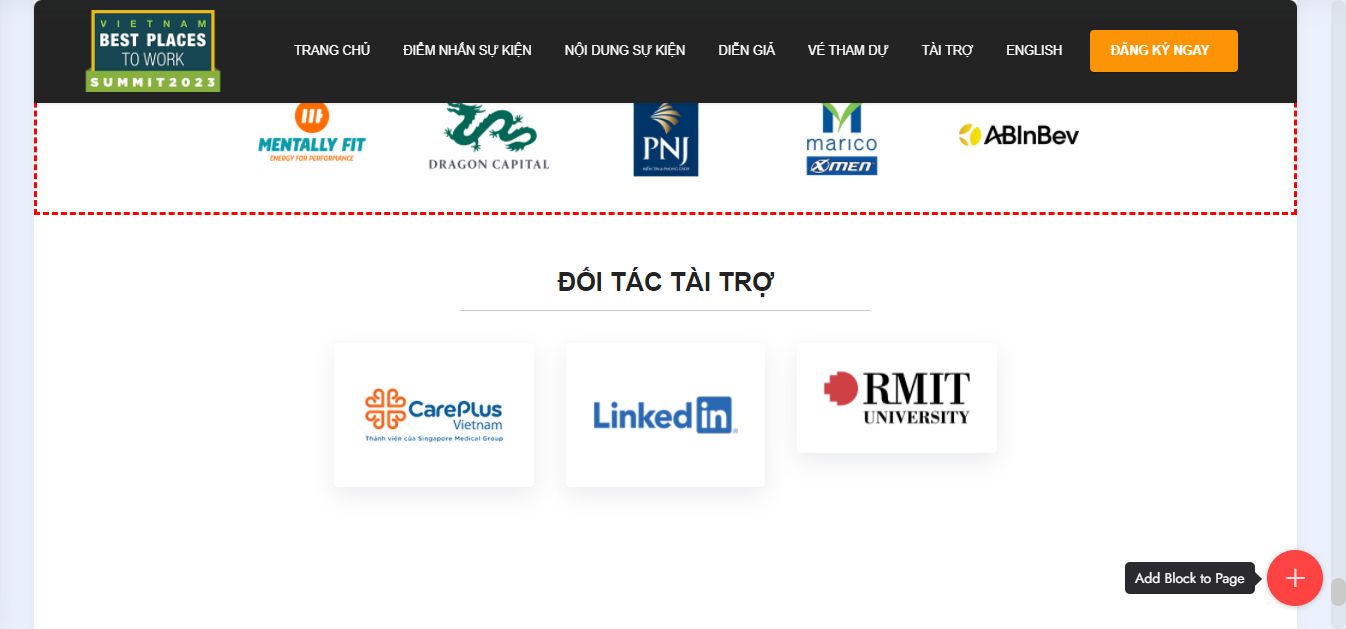 VIETNAM
BEST PLACES
TO WORK
SUMMIT2023
TRANG CHỦ
ĐIỂM NHẤN SỰ KIỆN
NỘI DUNG SỰ KIỆN
DIỄN GIẢ
VÉ THAM DỰ
TÀI TRỢ
ENGLISH
ĐĂNG KÝ NGAY
MENTALLY FIT
ENERGY FOR PERFORMANCE
DRAGON CAPITAL
PNJ
marico
XMEN
ABInBev
ĐỐI TÁC TÀI TRỢ
CarePlus
Vietnam
Thành viên của Singapore Medical Group
Linkedin
RMIT
UNIVERSITY
Add Block to Page